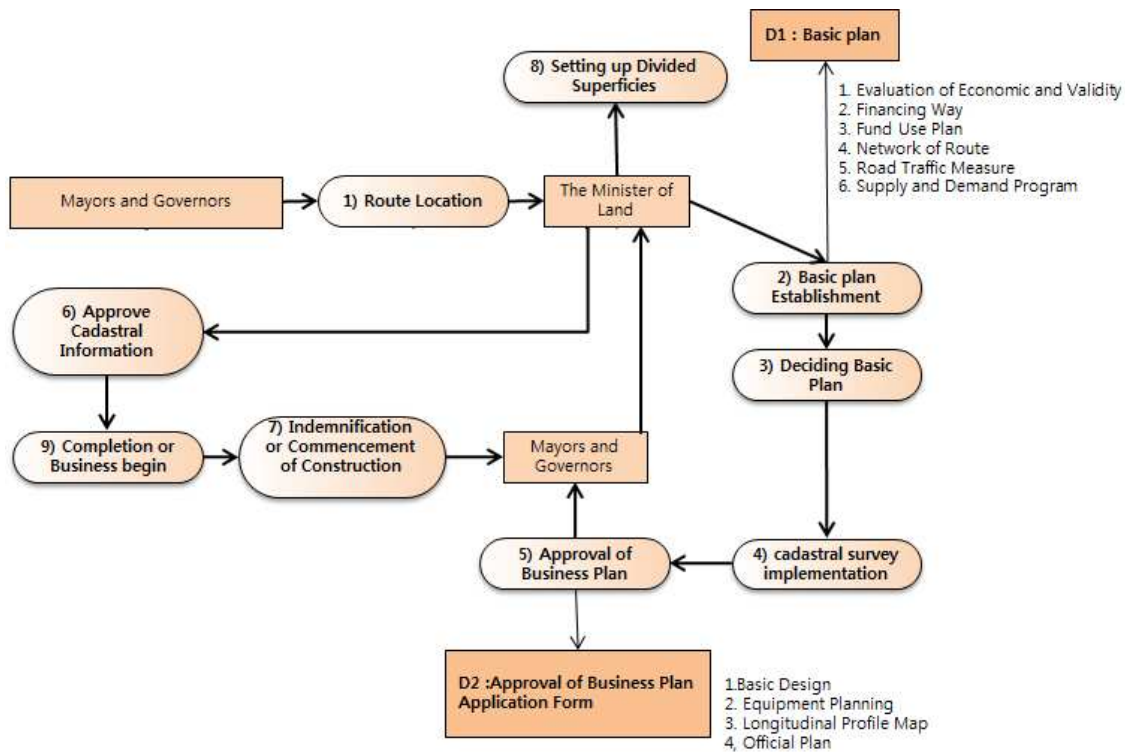 D1 : Basic plan
8) Setting up Divided
Superficies
1. Evaluation of Economic and Validity
2. Financing Way
3. Fund Use Plan
4. Network of Route
5. Road Traffic Measure
6. Supply and Demand Program
Mayors and Governors
1) Route Location
The Minister of
Land
2) Basic plan
Establishment
6) Approve
Cadastral
Information
3) Deciding Basic
Plan
9) Completion or
Business begin
7) Indemnification
or Commencement
of Construction
Mayors and
Governors
5) Approval of
Business Plan
4) cadastral survey
implementation
D2 :Approval of Business Plan
Application Form
1.Basic Design
2. Equipment Planning
3. Longitudinal Profile Map
4, Official Plan